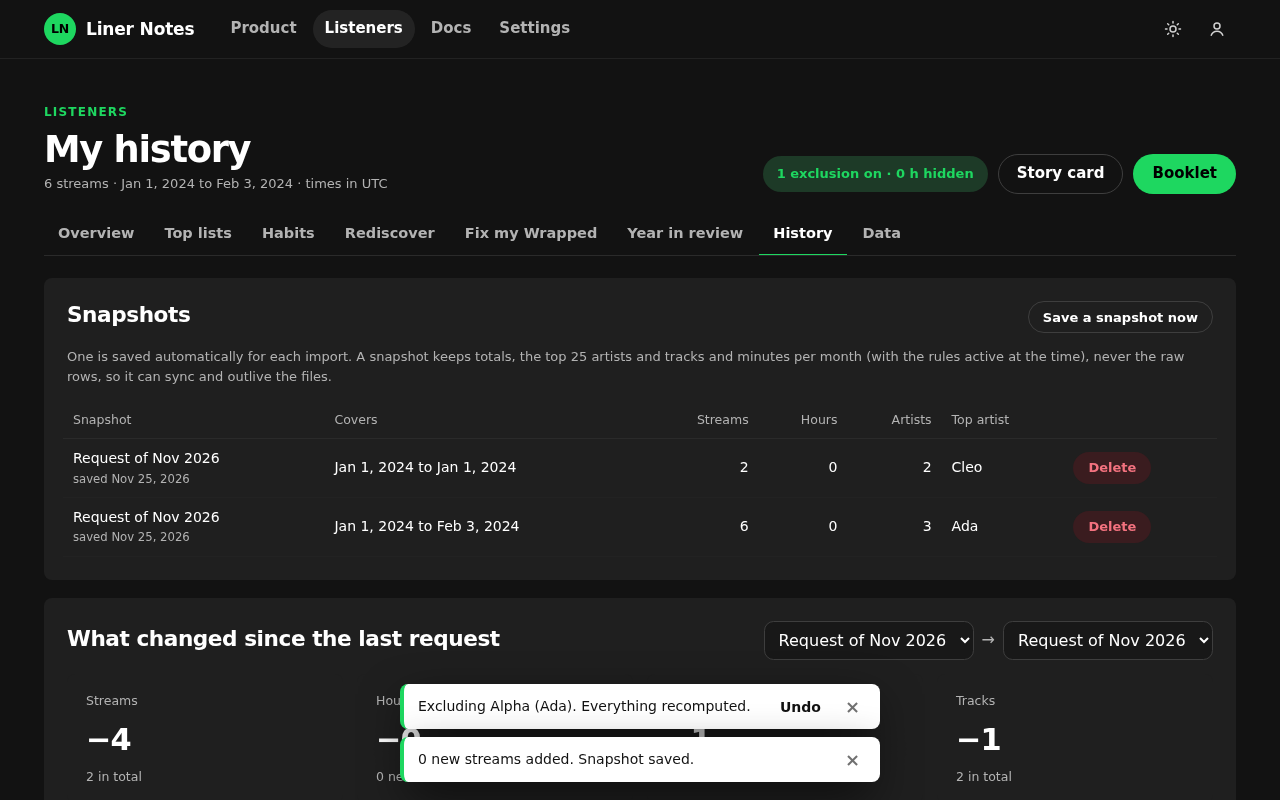 LN Liner Notes Product Listeners Docs Settings
LISTENERS
My history
6 streams · Jan 1, 2024 to Feb 3, 2024 · times in UTC
1 exclusion on · 0 h hidden Story card Booklet
Overview Top lists Habits Rediscover Fix my Wrapped Year in review History Data
Snapshots
Save a snapshot now
One is saved automatically for each import. A snapshot keeps totals, the top 25 artists and tracks and minutes per month (with the rules active at the time), never the raw
rows, so it can sync and outlive the files.
Snapshot Covers Streams Hours Artists Top artist
Request of Nov 2026
saved Nov 25, 2026
Jan 1, 2024 to Jan 1, 2024 2 0 2 Cleo Delete
Request of Nov 2026
saved Nov 25, 2026
Jan 1, 2024 to Feb 3, 2024 6 0 3 Ada Delete
What changed since the last request
Request of Nov 2026 → Request of Nov 2026
Streams Tracks
−4 −1
2 in total 2 in total
Excluding Alpha (Ada). Everything recomputed. Undo ×
0 new streams added. Snapshot saved. ×